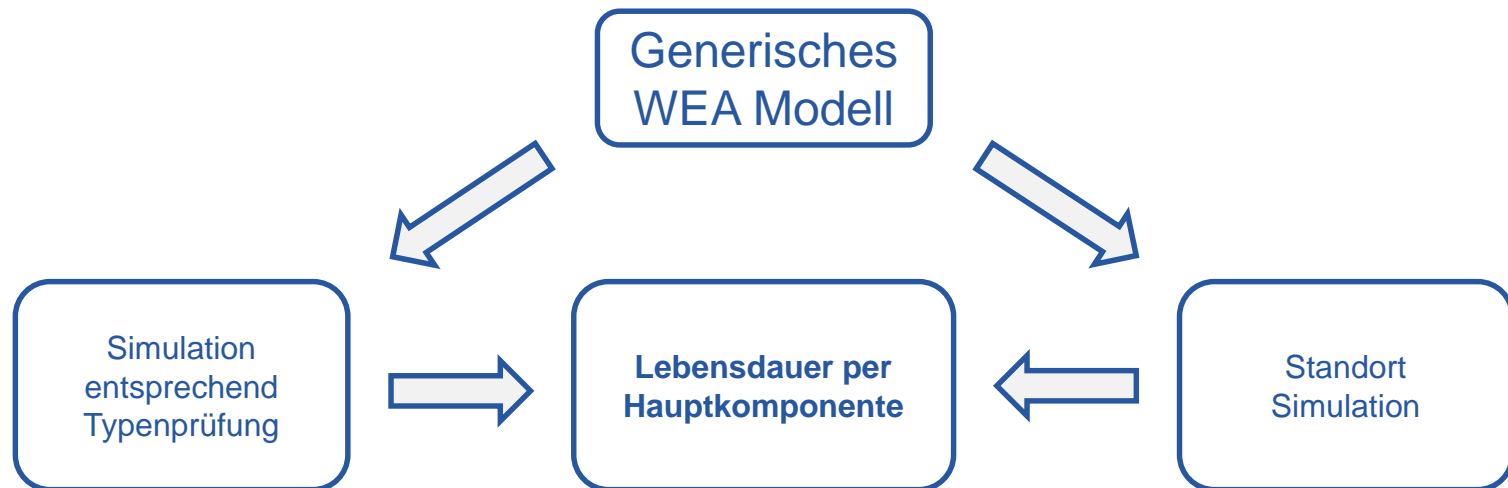 Generisches
WEA Modell
Simulation
entsprechend
Typenprüfung
Lebensdauer per
Hauptkomponente
Standort
Simulation